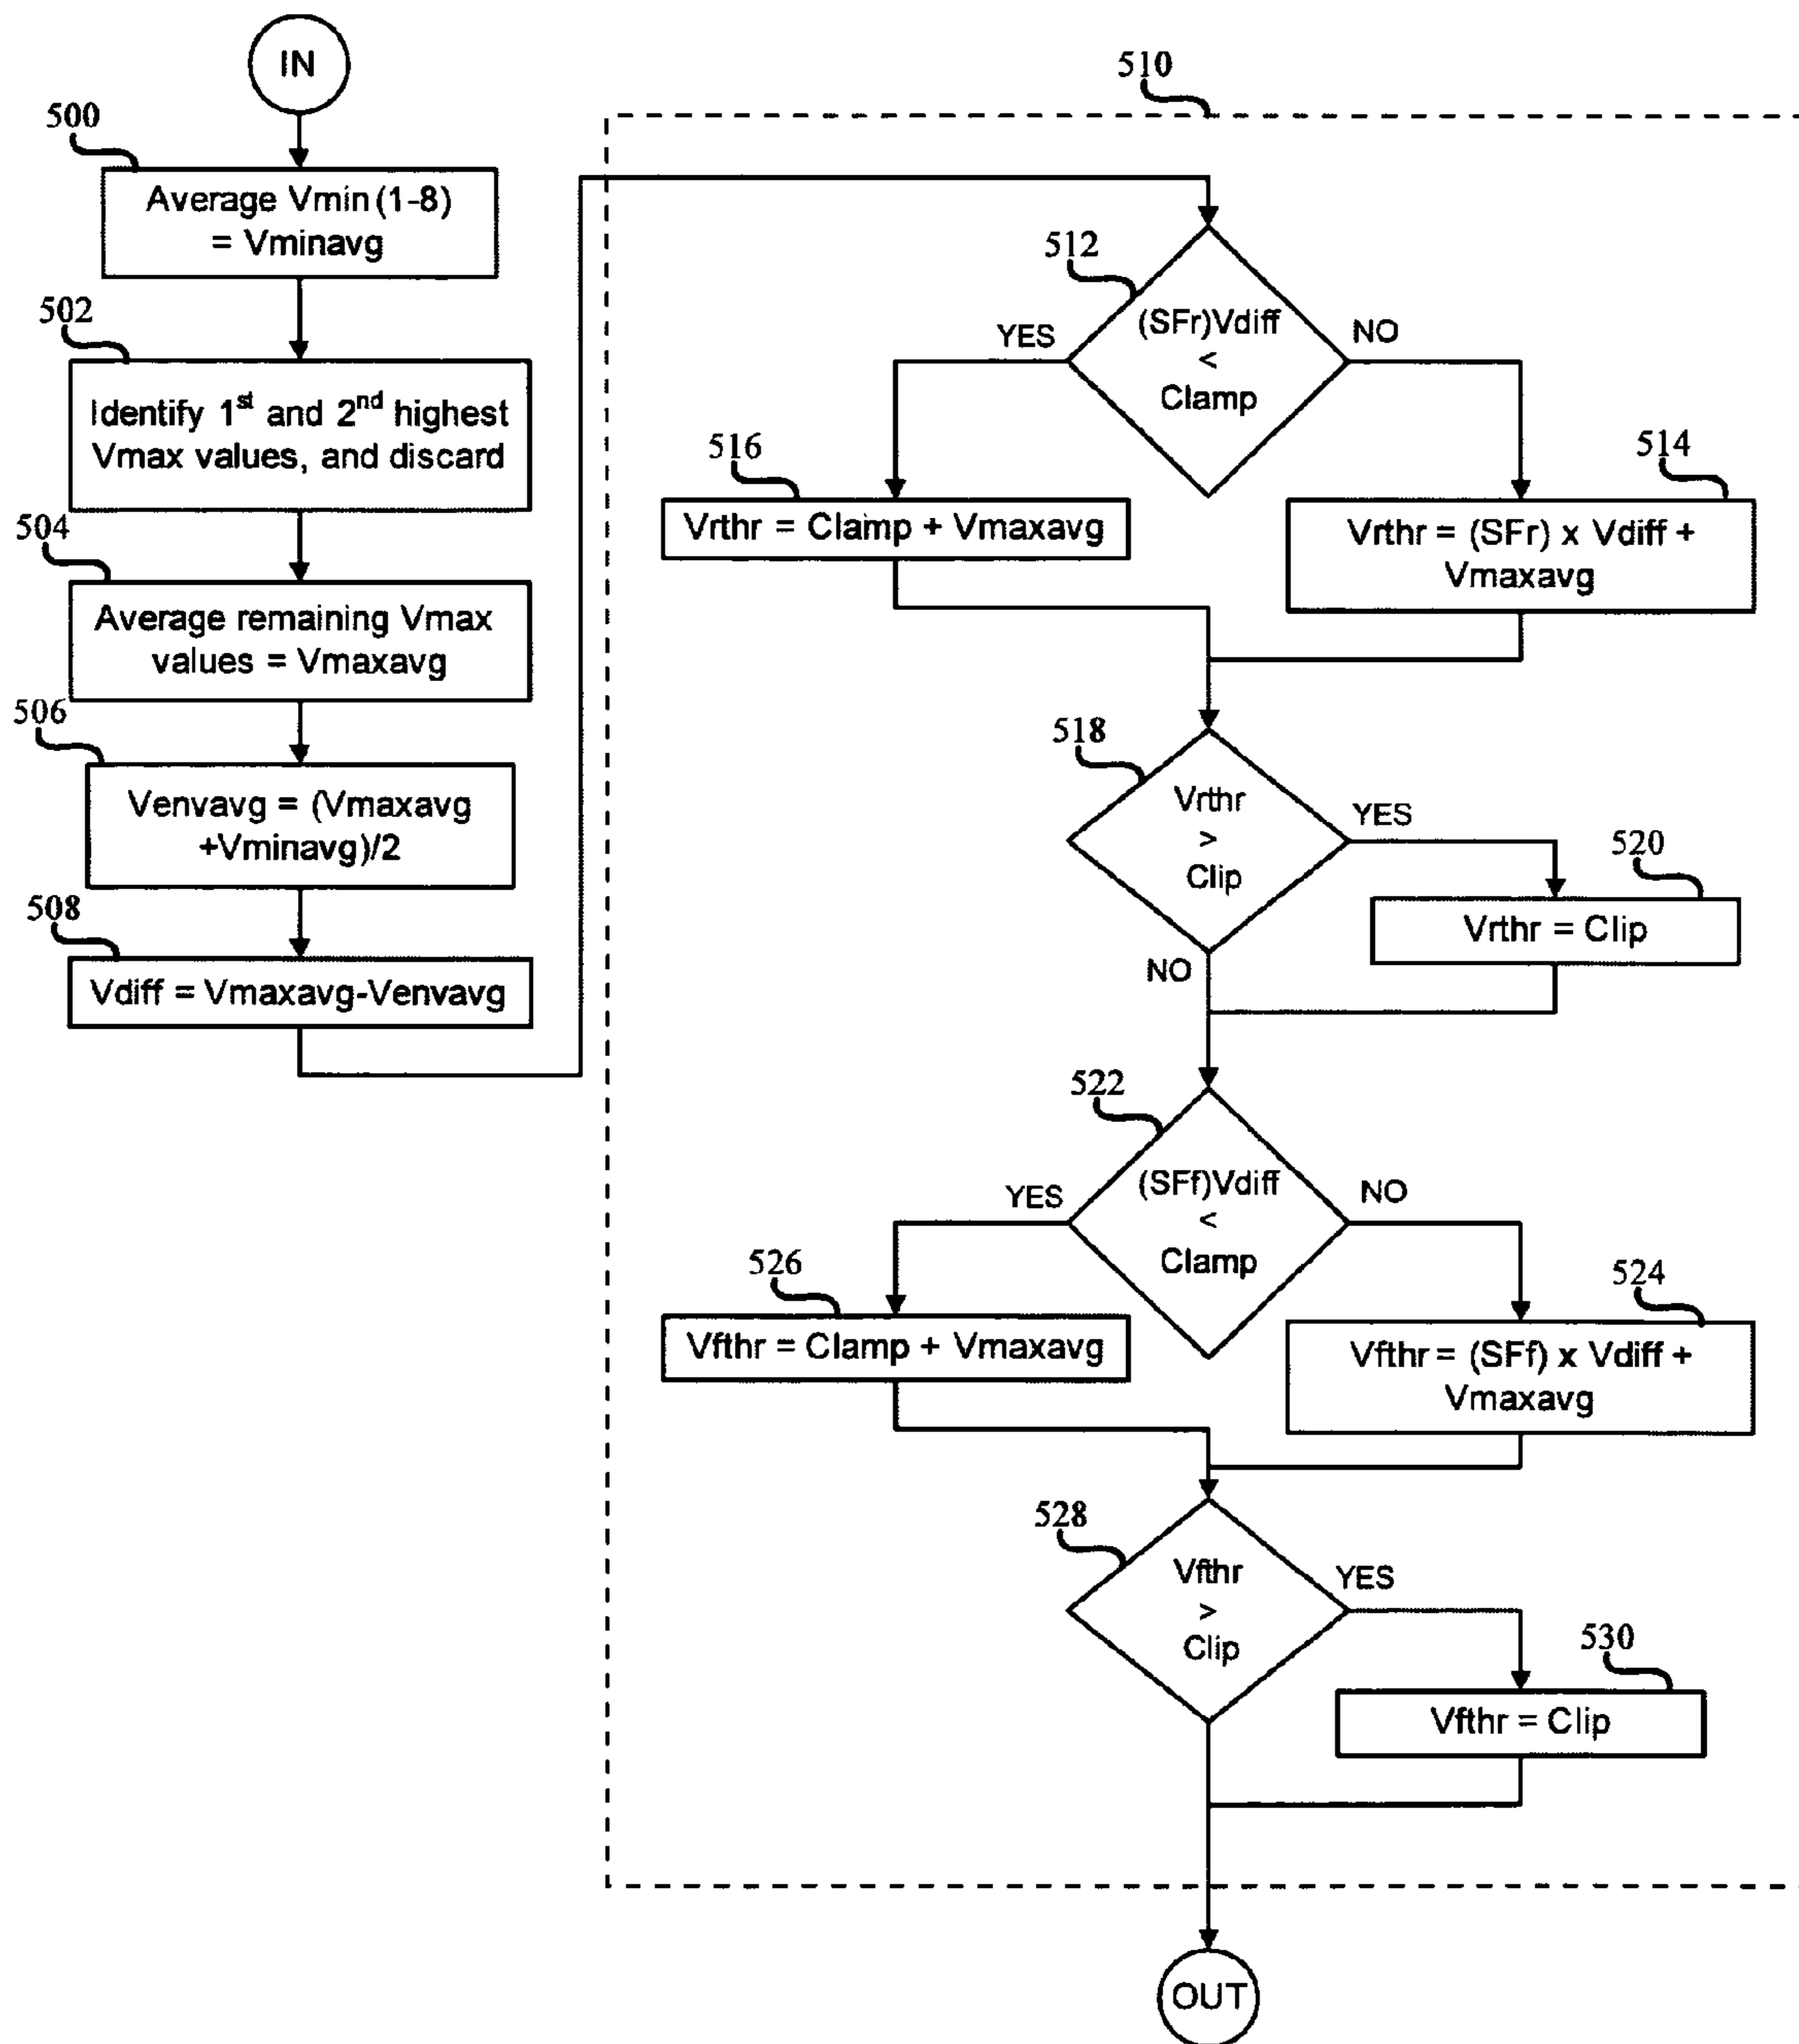 IN
500
Average Vmin (1-8)
= Vminavg
502
Identify 1st and 2nd highest
Vmax values, and discard
504
Average remaining Vmax
values = Vmaxavg
506
Venvavg = (Vmaxavg
+Vminavg)/2
508
Vdiff = Vmaxavg-Venvavg
510
512
(SFr)Vdiff
<
Clamp
YES
NO
516
Vrthr = Clamp + Vmaxavg
514
Vrthr = (SFr) x Vdiff +
Vmaxavg
518
Vrthr
>
Clip
YES
NO
520
Vrthr = Clip
522
(SFf)Vdiff
<
Clamp
YES
NO
526
Vfthr = Clamp + Vmaxavg
524
Vfthr = (SFf) x Vdiff +
Vmaxavg
528
Vfthr
>
Clip
YES
530
Vfthr = Clip
OUT